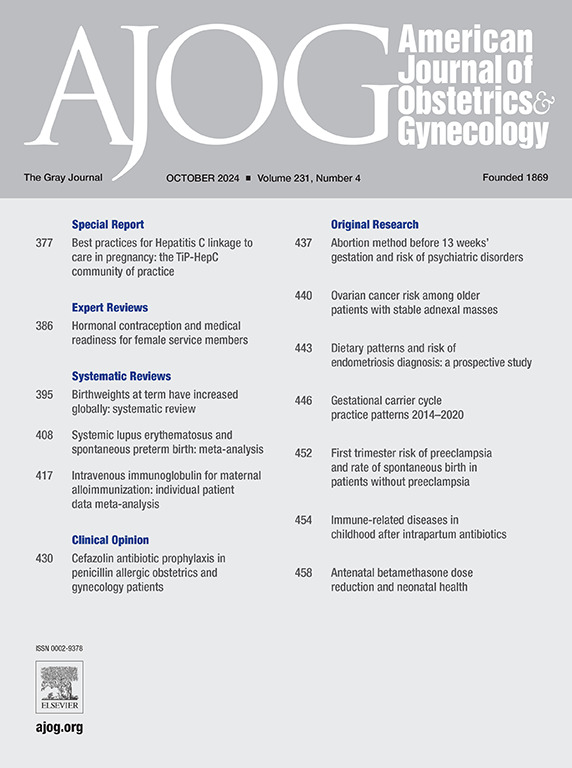 AJOG
American
Journal of
Obstetrics&
Gynecology
The Gray Journal
OCTOBER 2024 ■ Volume 231, Number 4
Founded 1869
Special Report
377 Best practices for Hepatitis C linkage to
care in pregnancy: the TiP-HepC
community of practice
Expert Reviews
386 Hormonal contraception and medical
readiness for female service members
Systematic Reviews
395 Birthweights at term have increased
globally: systematic review
408 Systemic lupus erythematosus and
spontaneous preterm birth: meta-analysis
417 Intravenous immunoglobulin for maternal
alloimmunization: individual patient
data meta-analysis
Clinical Opinion
430 Cefazolin antibiotic prophylaxis in
penicillin allergic obstetrics and
gynecology patients
Original Research
437 Abortion method before 13 weeks'
gestation and risk of psychiatric disorders
440 Ovarian cancer risk among older
patients with stable adnexal masses
443 Dietary patterns and risk of
endometriosis diagnosis: a prospective study
446 Gestational carrier cycle
practice patterns 2014–2020
452 First trimester risk of preeclampsia
and rate of spontaneous birth in
patients without preeclampsia
454 Immune-related diseases in
childhood after intrapartum antibiotics
458 Antenatal betamethasone dose
reduction and neonatal health
ISSN 0002-9378
ELSEVIER
ajog.org